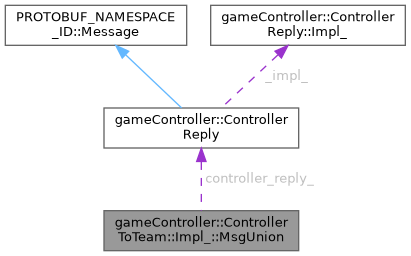 PROTOBUF_NAMESPACE
_ID::Message
gameController::Controller
Reply::Impl_
_impl_
gameController::Controller
Reply
controller_reply_
gameController::Controller
ToTeam::Impl_::MsgUnion